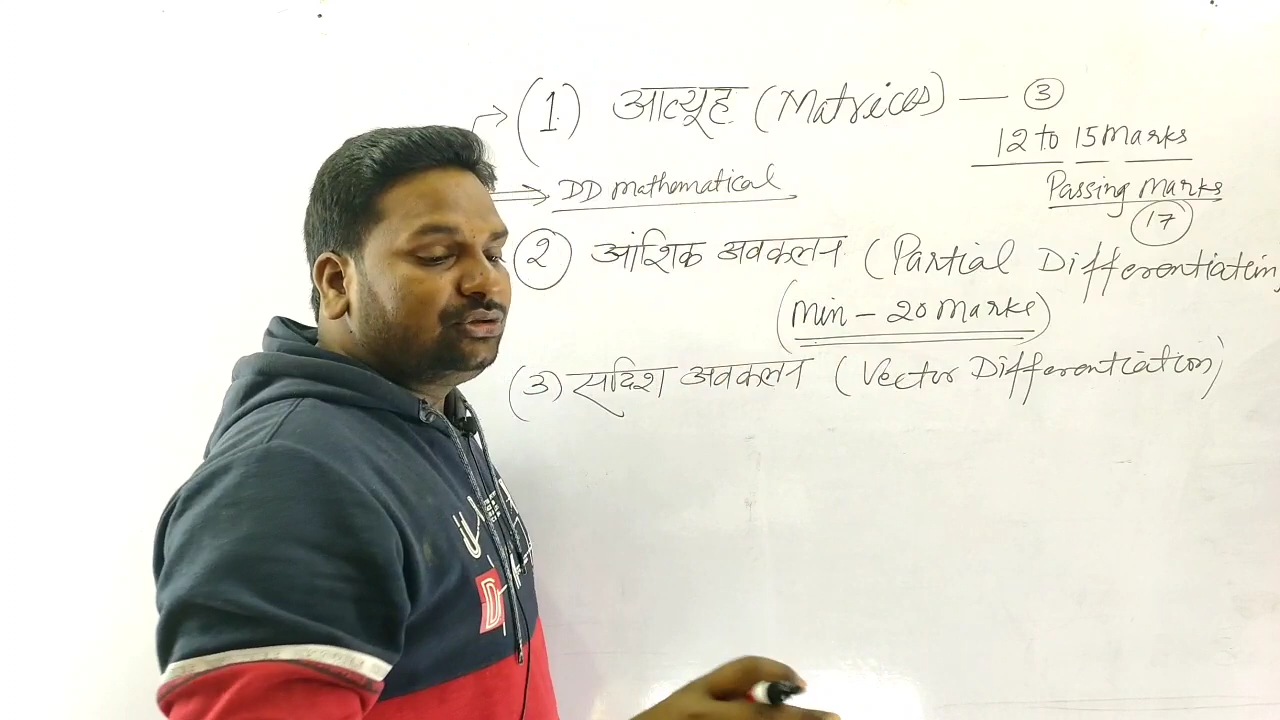 (1.) आव्यूह (Matrices) — 3
12 to 15 Marks
DD Mathematical
Passing Marks
17
2 आंशिक अवकलन (Partial Differentiation)
(Min - 20 Marks)
(3) सदिश अवकलन (Vector Differentiation)